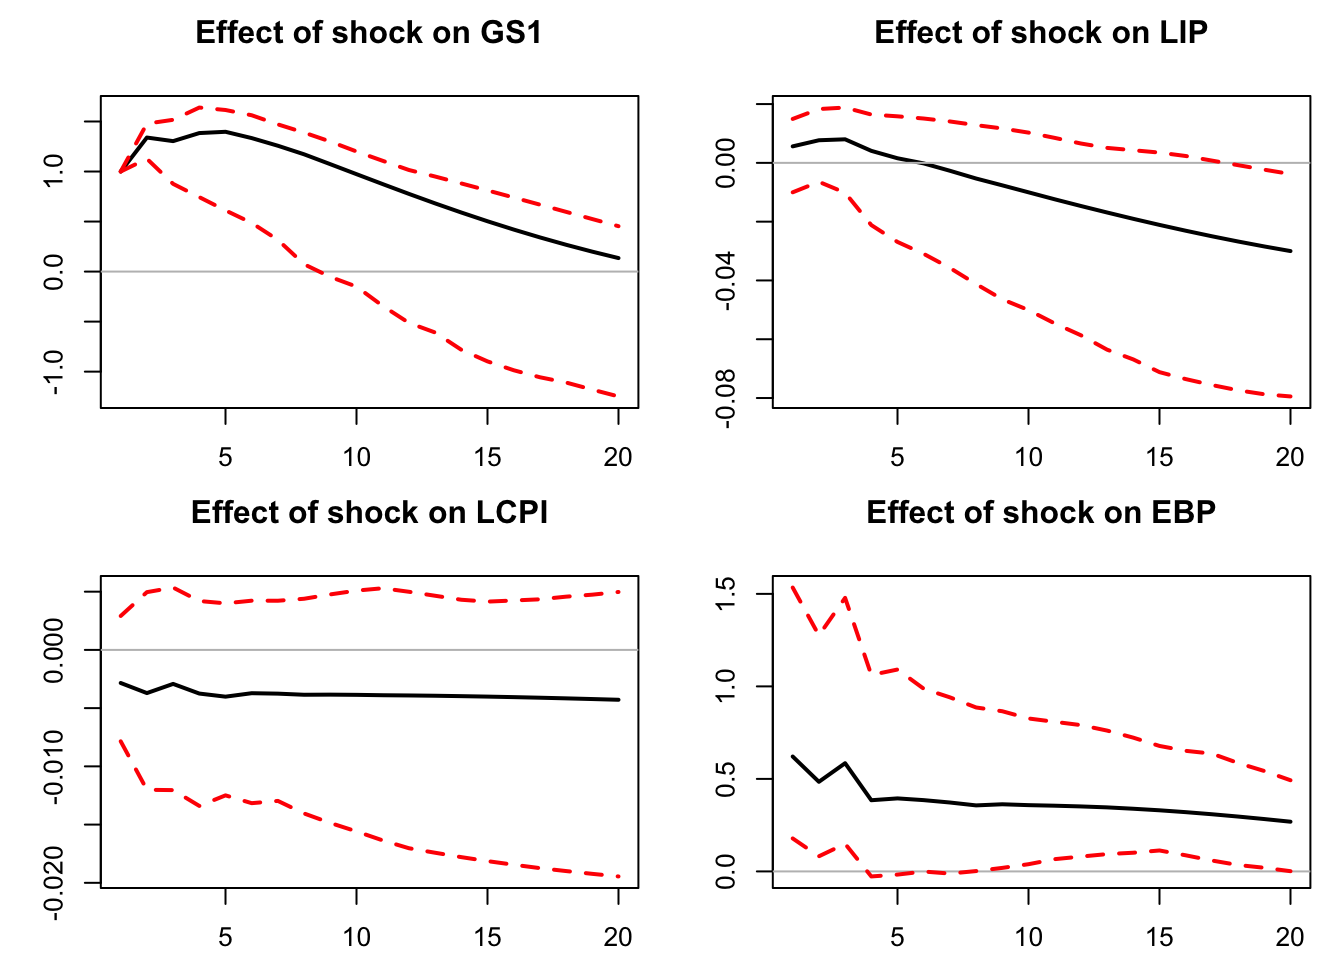 Effect of shock on GS1
1.0
0.0
-1.0
5 10 15 20
Effect of shock on LIP
0.00
-0.04
-0.08
5 10 15 20
Effect of shock on LCPI
0.000
-0.010
-0.020
5 10 15 20
Effect of shock on EBP
1.5
1.0
0.5
0.0
5 10 15 20